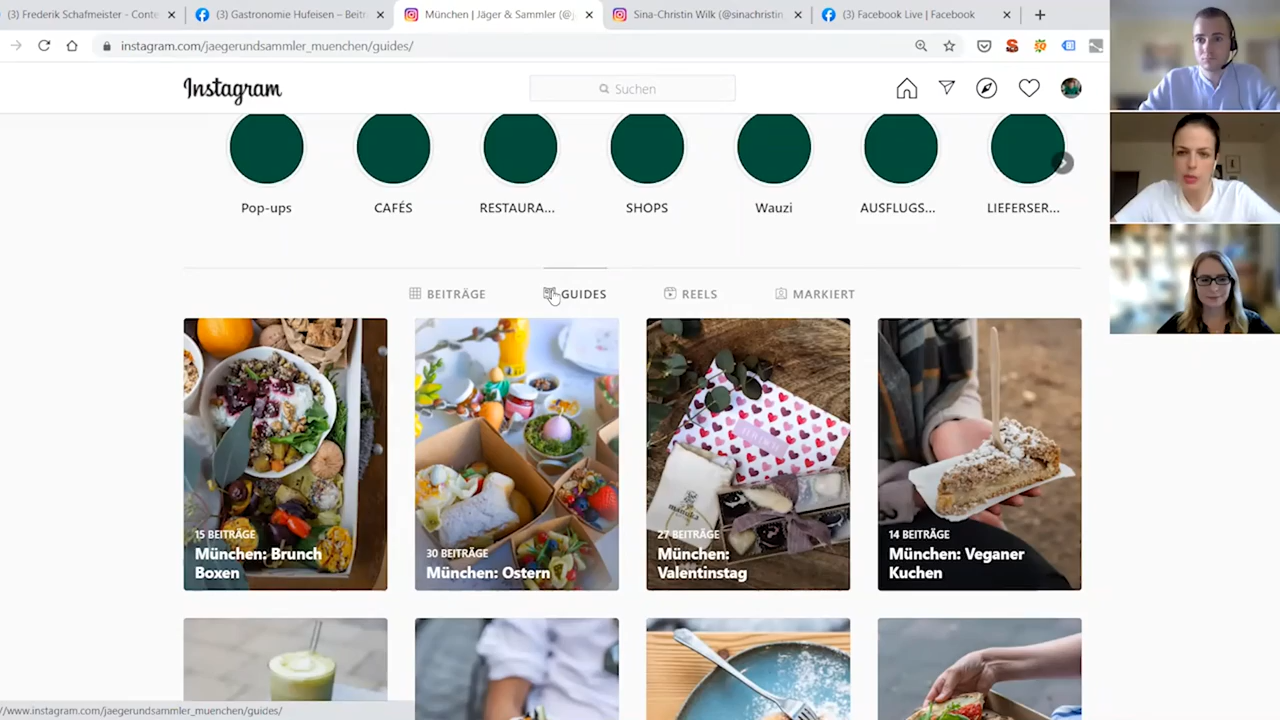 (3) Frederik Schafmeister - Conte
(3) Gastronomie Hufeisen – Beitr
München | Jäger & Sammler (@j
Sina-Christin Wilk (@sinachristin
(3) Facebook Live | Facebook
instagram.com/jaegerundsammler_muenchen/guides/
Instagram
Suchen
Pop-ups
CAFÉS
RESTAURA...
SHOPS
Wauzi
AUSFLUGS...
LIEFERSER...
BEITRÄGE
GUIDES
REELS
MARKIERT
15 BEITRÄGE
München: Brunch
Boxen
30 BEITRÄGE
München: Ostern
27 BEITRÄGE
München:
Valentinstag
14 BEITRÄGE
München: Veganer
Kuchen
//www.instagram.com/jaegerundsammler_muenchen/guides/